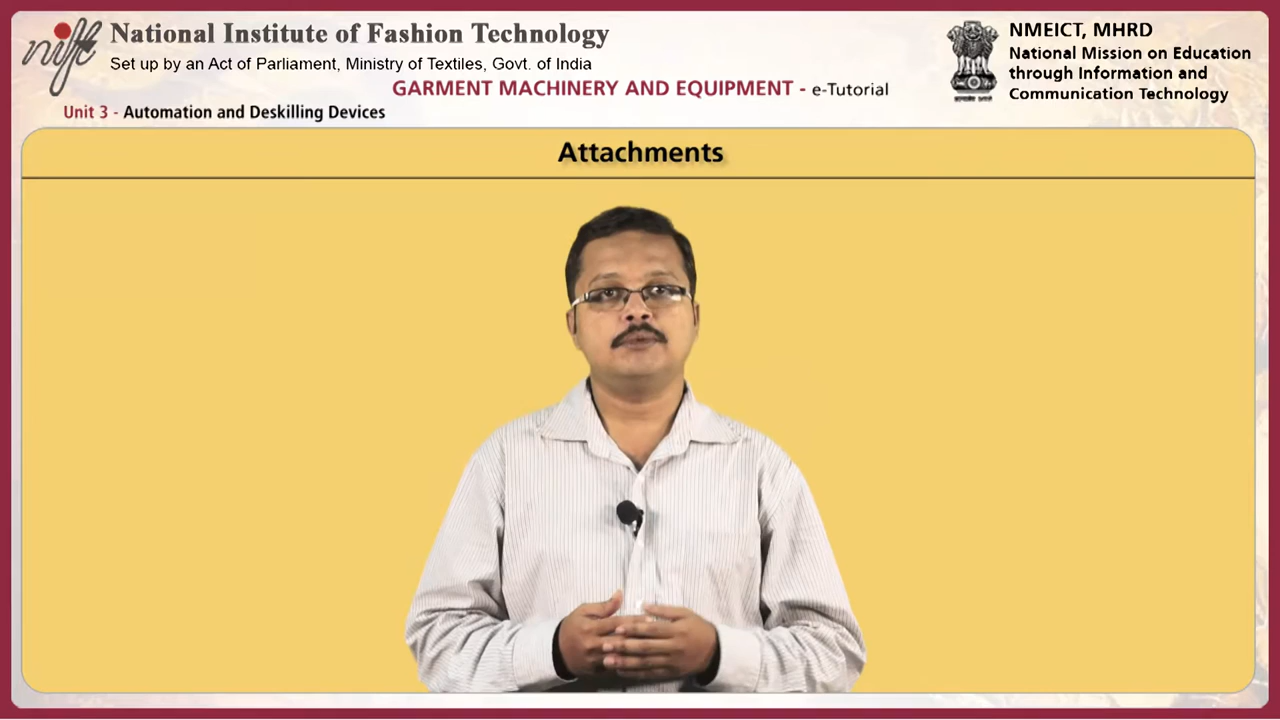 nift
National Institute of Fashion Technology
Set up by an Act of Parliament, Ministry of Textiles, Govt. of India
GARMENT MACHINERY AND EQUIPMENT - e-Tutorial
Unit 3 - Automation and Deskilling Devices
NMEICT, MHRD
National Mission on Education
through Information and
Communication Technology
Attachments